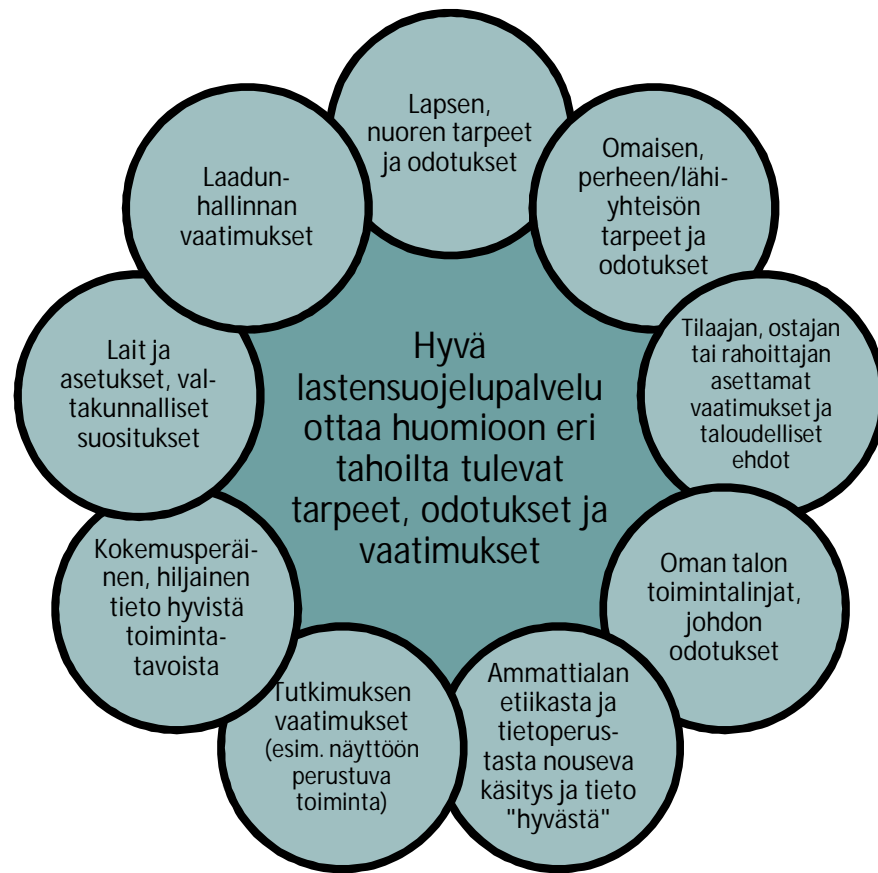 Lapsen,
nuoren tarpeet
ja odotukset
Omaisen,
perheen/lähi-
yhteisön
tarpeet ja
odotukset
Tilaajan, ostajan
tai rahoittajan
asettamat
vaatimukset ja
taloudelliset
ehdot
Oman talon
toimintalinjat,
johdon
odotukset
Ammattialan
etiikasta ja
tietoperus-
tasta nouseva
käsitys ja tieto
"hyvästä"
Tutkimuksen
vaatimukset
(esim. näyttöön
perustuva
toiminta)
Kokemusperäi-
nen, hiljainen
tieto hyvistä
toiminta-
tavoista
Lait ja
asetukset, val-
takunnalliset
suositukset
Laadun-
hallinnan
vaatimukset
Hyvä
lastensuojelupalvelu
ottaa huomioon eri
tahoilta tulevat
tarpeet, odotukset ja
vaatimukset